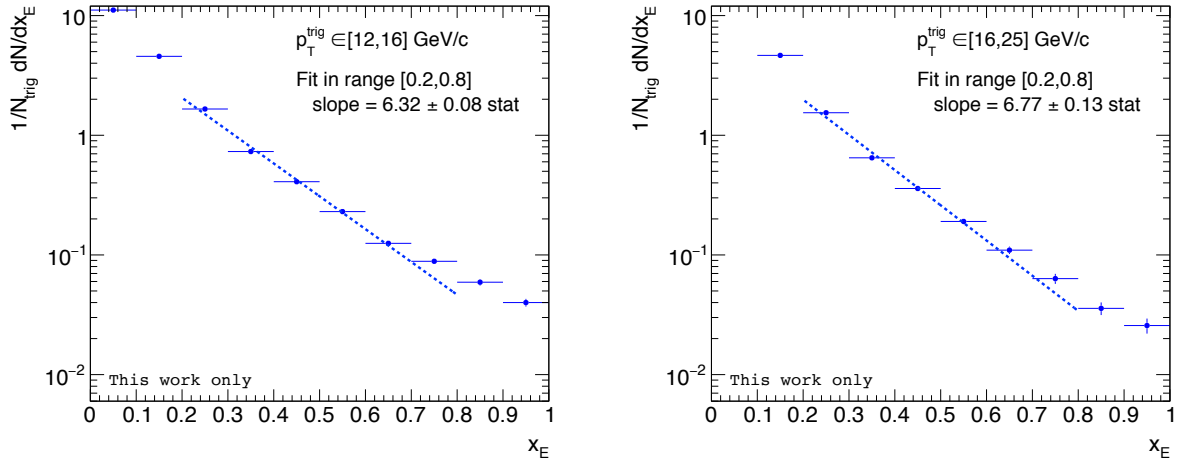 1/N_trig dN/dx_E
10
1
10⁻¹
10⁻²
p_T^trig ∈[12,16] GeV/c
Fit in range [0.2,0.8]
slope = 6.32 ± 0.08 stat
This work only
0 0.1 0.2 0.3 0.4 0.5 0.6 0.7 0.8 0.9 1
x_E
1/N_trig dN/dx_E
10
1
10⁻¹
10⁻²
p_T^trig ∈[16,25] GeV/c
Fit in range [0.2,0.8]
slope = 6.77 ± 0.13 stat
This work only
0 0.1 0.2 0.3 0.4 0.5 0.6 0.7 0.8 0.9 1
x_E